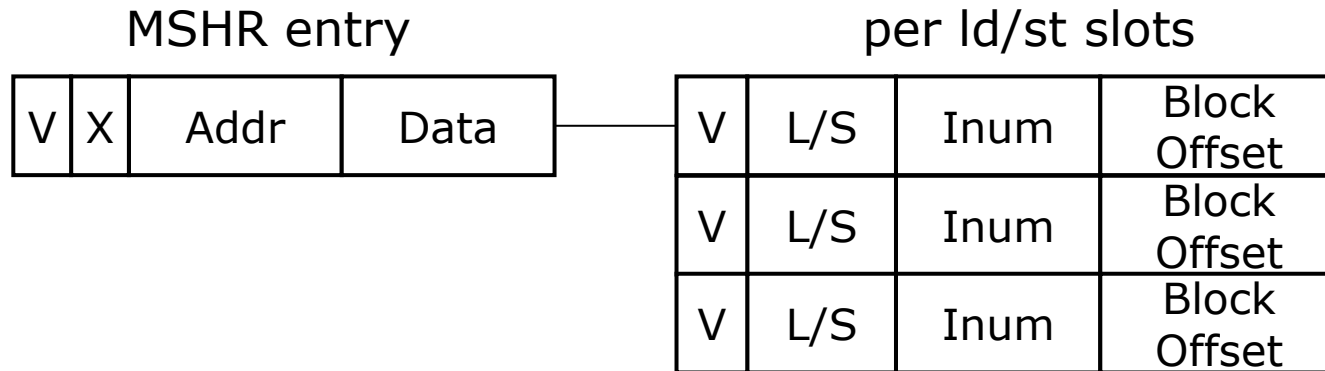 MSHR entry
per ld/st slots
V X Addr Data
V L/S Inum Block
Offset
V L/S Inum Block
Offset
V L/S Inum Block
Offset